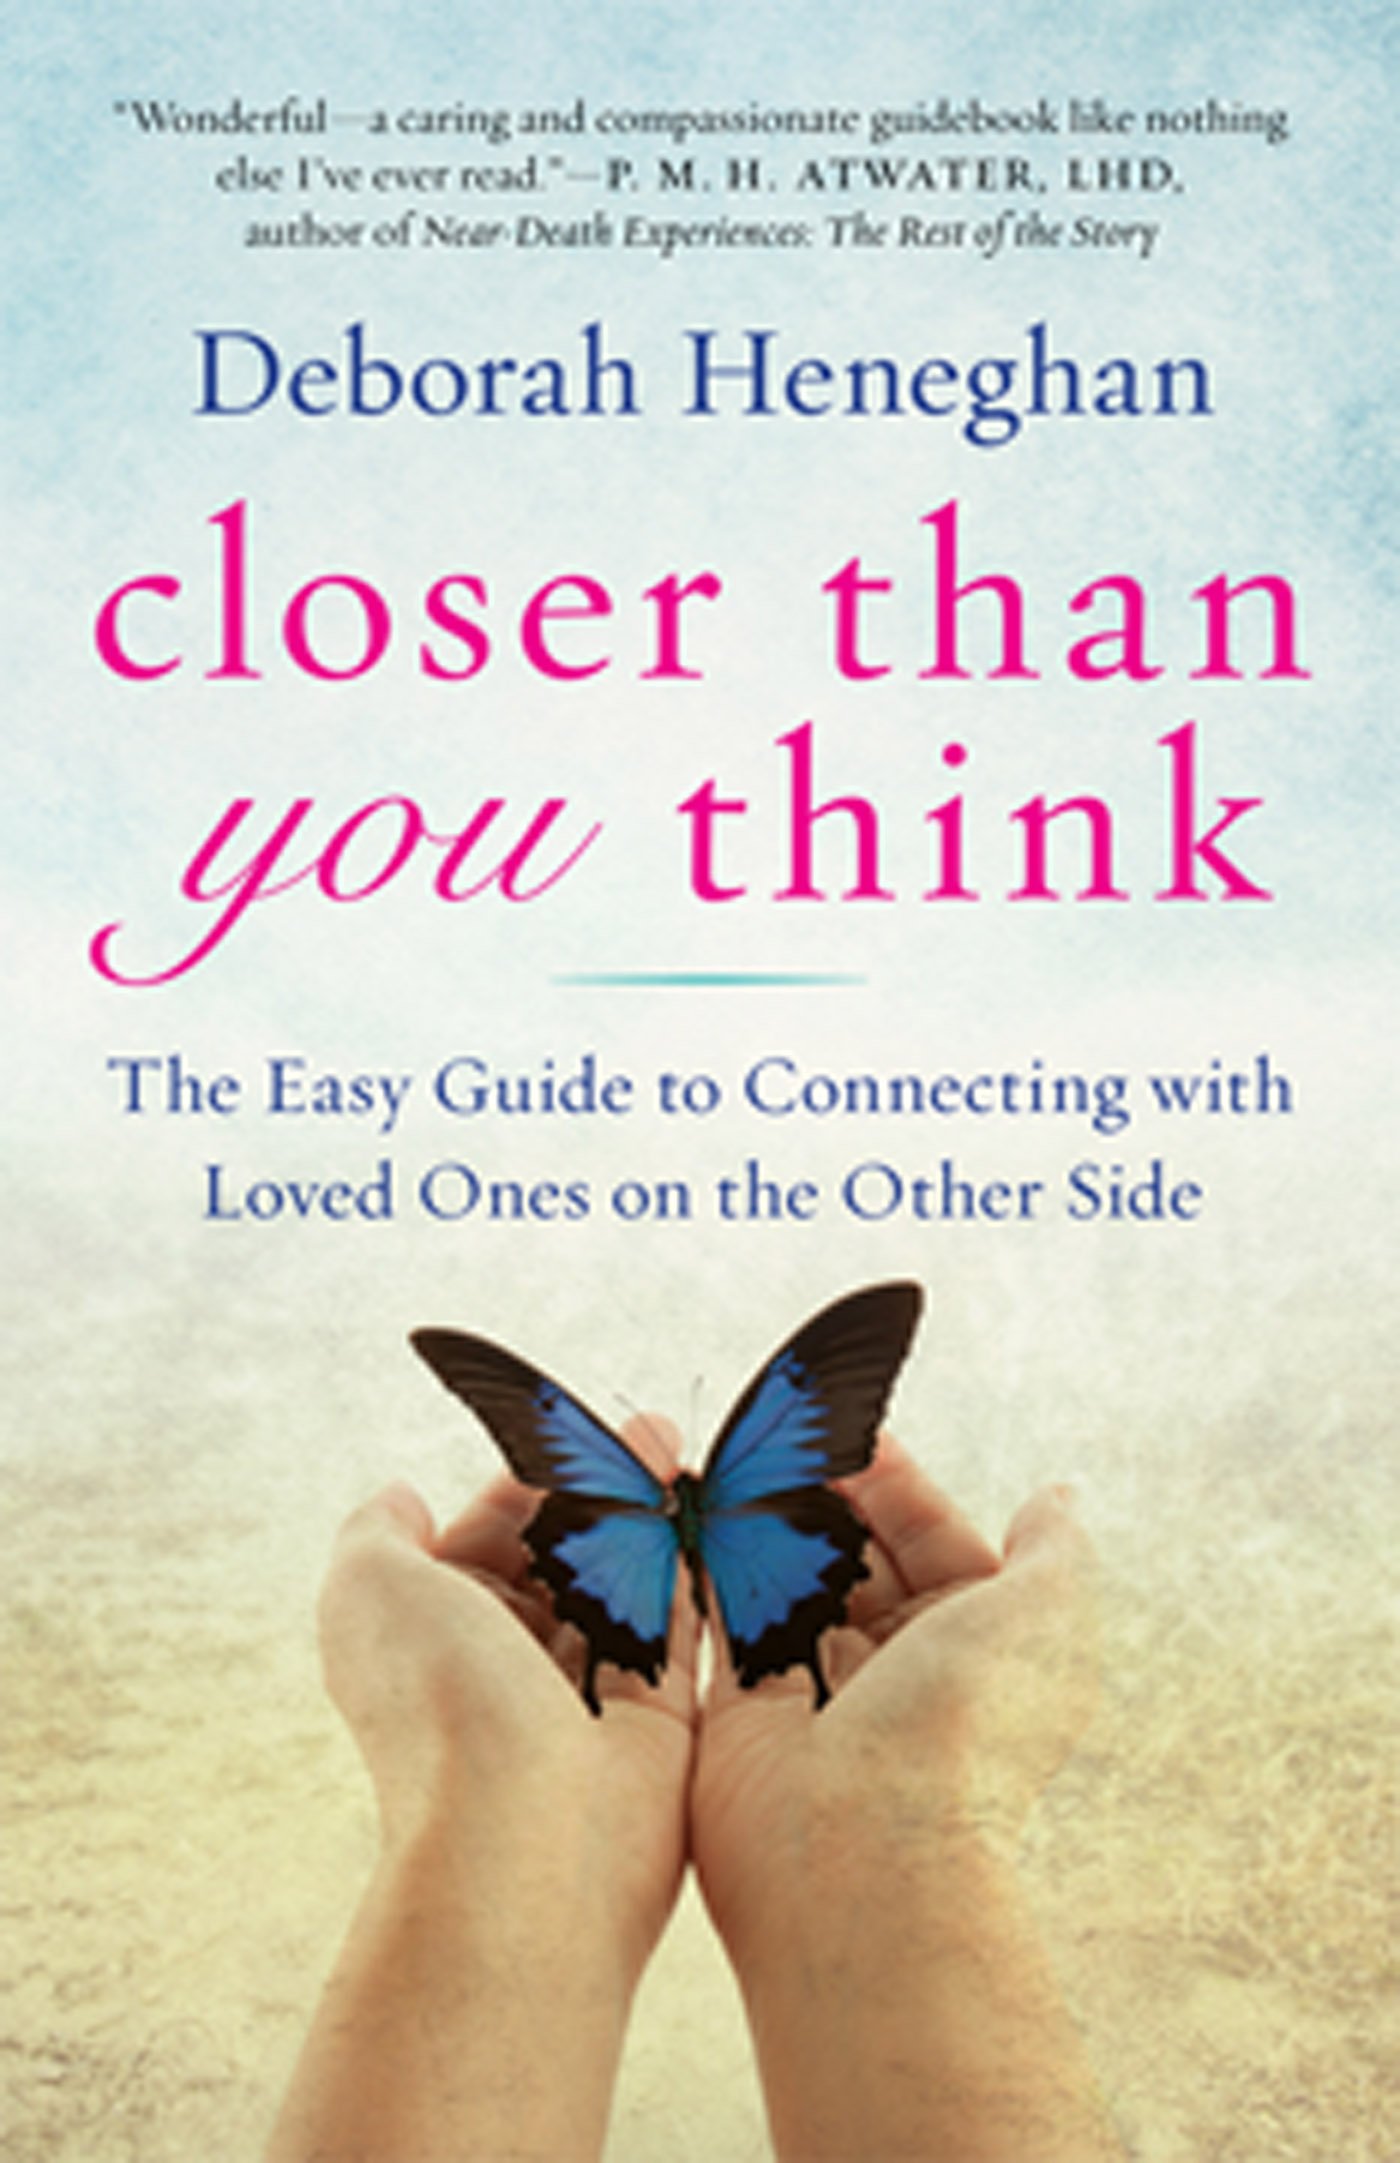 "Wonderful—a caring and compassionate guidebook like nothing
else I've ever read."—P. M. H. ATWATER, LHD,
author of Near-Death Experiences: The Rest of the Story
Deborah Heneghan
closer than
you think
The Easy Guide to Connecting with
Loved Ones on the Other Side